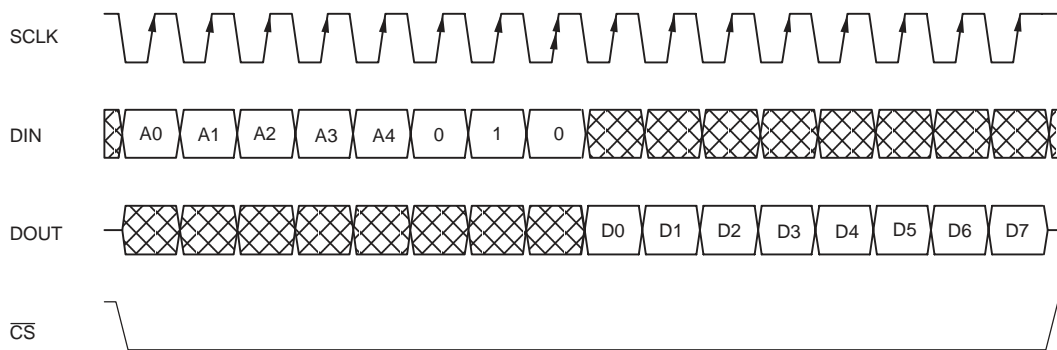 SCLK
DIN A0 A1 A2 A3 A4 0 1 0
DOUT D0 D1 D2 D3 D4 D5 D6 D7
C̅S̅